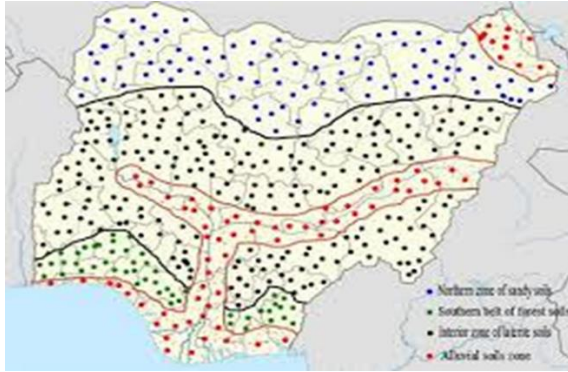 Northern zone of sandy soils
Southern belt of forest soils
Interior zone of laterite soils
Alluvial soils zone